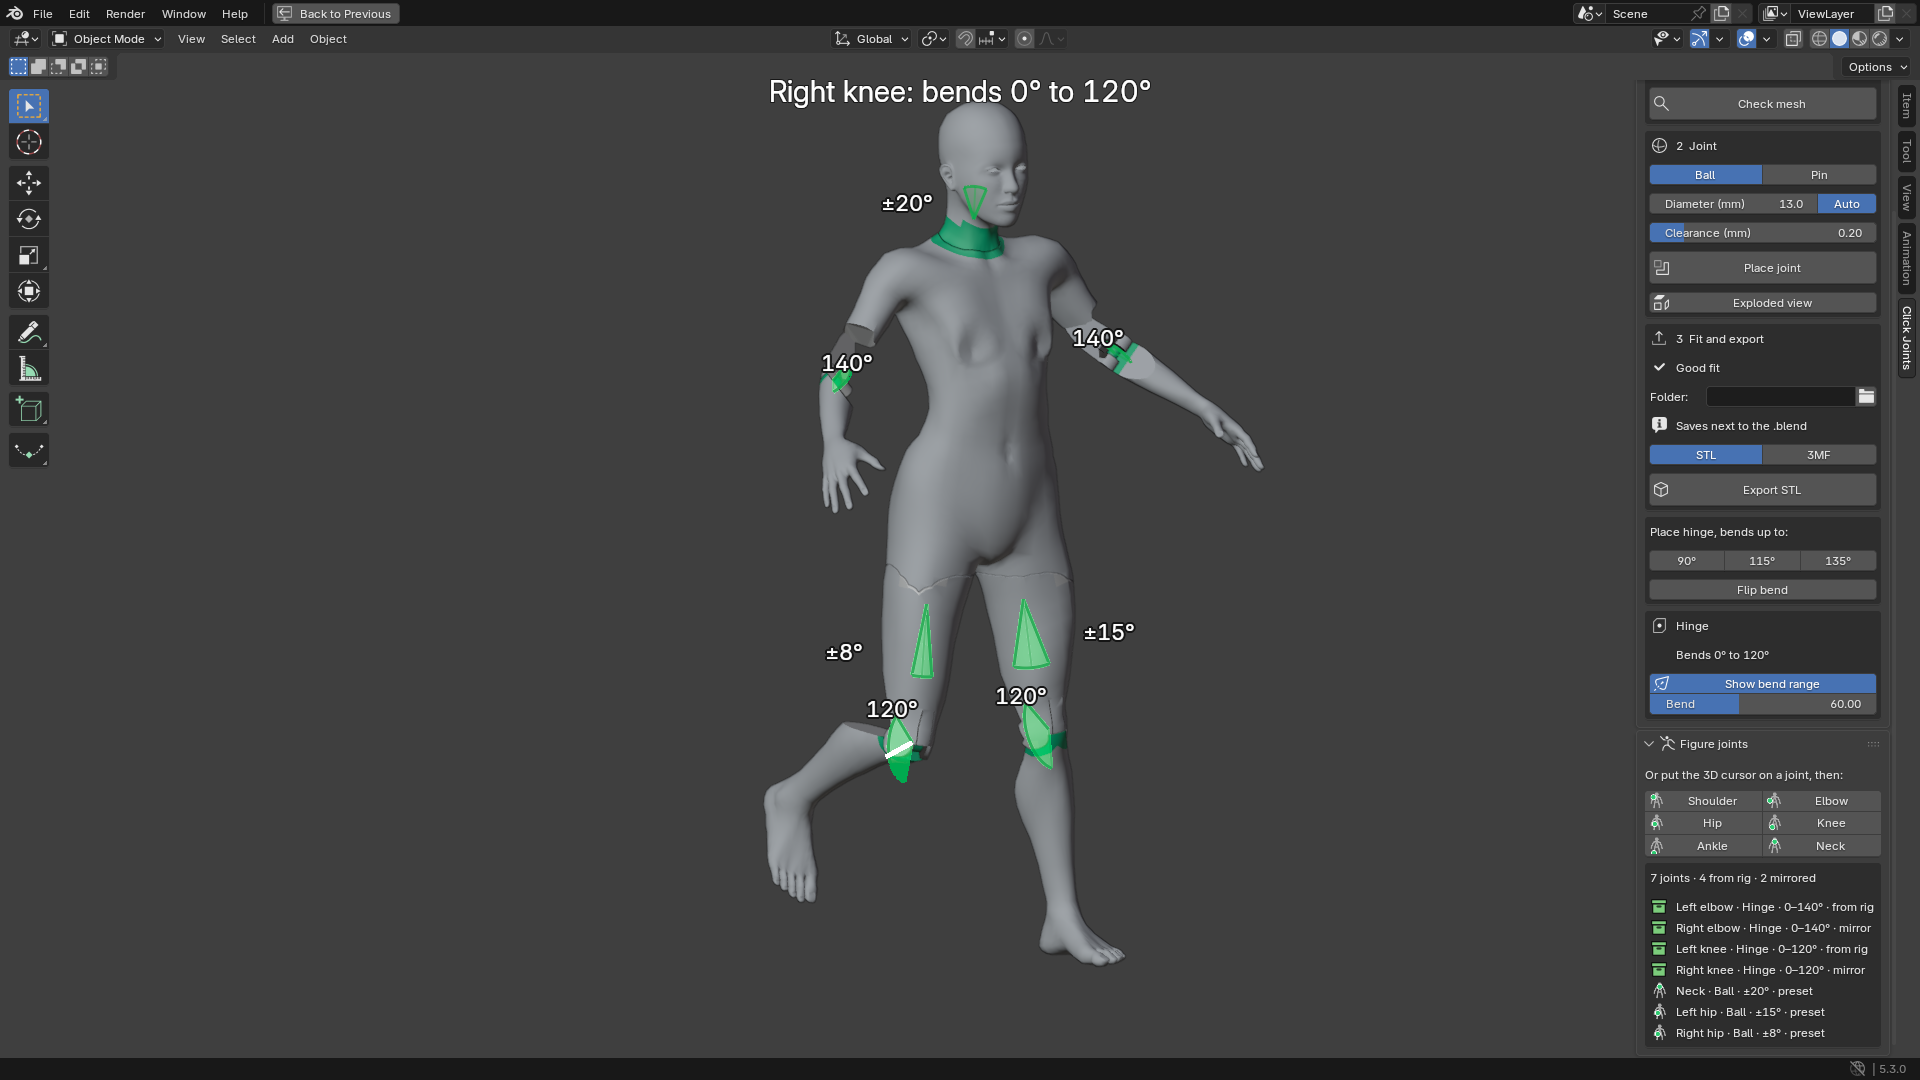 File Edit Render Window Help Back to Previous Scene ViewLayer
Object Mode View Select Add Object Global
Options
Right knee: bends 0° to 120°
±20°
140°
140°
±8°
±15°
120°
120°
Check mesh
2 Joint
Ball Pin
Diameter (mm) 13.0 Auto
Clearance (mm) 0.20
Place joint
Exploded view
3 Fit and export
Good fit
Folder:
Saves next to the .blend
STL 3MF
Export STL
Place hinge, bends up to:
90° 115° 135°
Flip bend
Hinge
Bends 0° to 120°
Show bend range
Bend 60.00
Figure joints
Or put the 3D cursor on a joint, then:
Shoulder Elbow
Hip Knee
Ankle Neck
7 joints · 4 from rig · 2 mirrored
Left elbow · Hinge · 0–140° · from rig
Right elbow · Hinge · 0–140° · mirror
Left knee · Hinge · 0–120° · from rig
Right knee · Hinge · 0–120° · mirror
Neck · Ball · ±20° · preset
Left hip · Ball · ±15° · preset
Right hip · Ball · ±8° · preset
Item
Tool
View
Animation
Click Joints
5.3.0